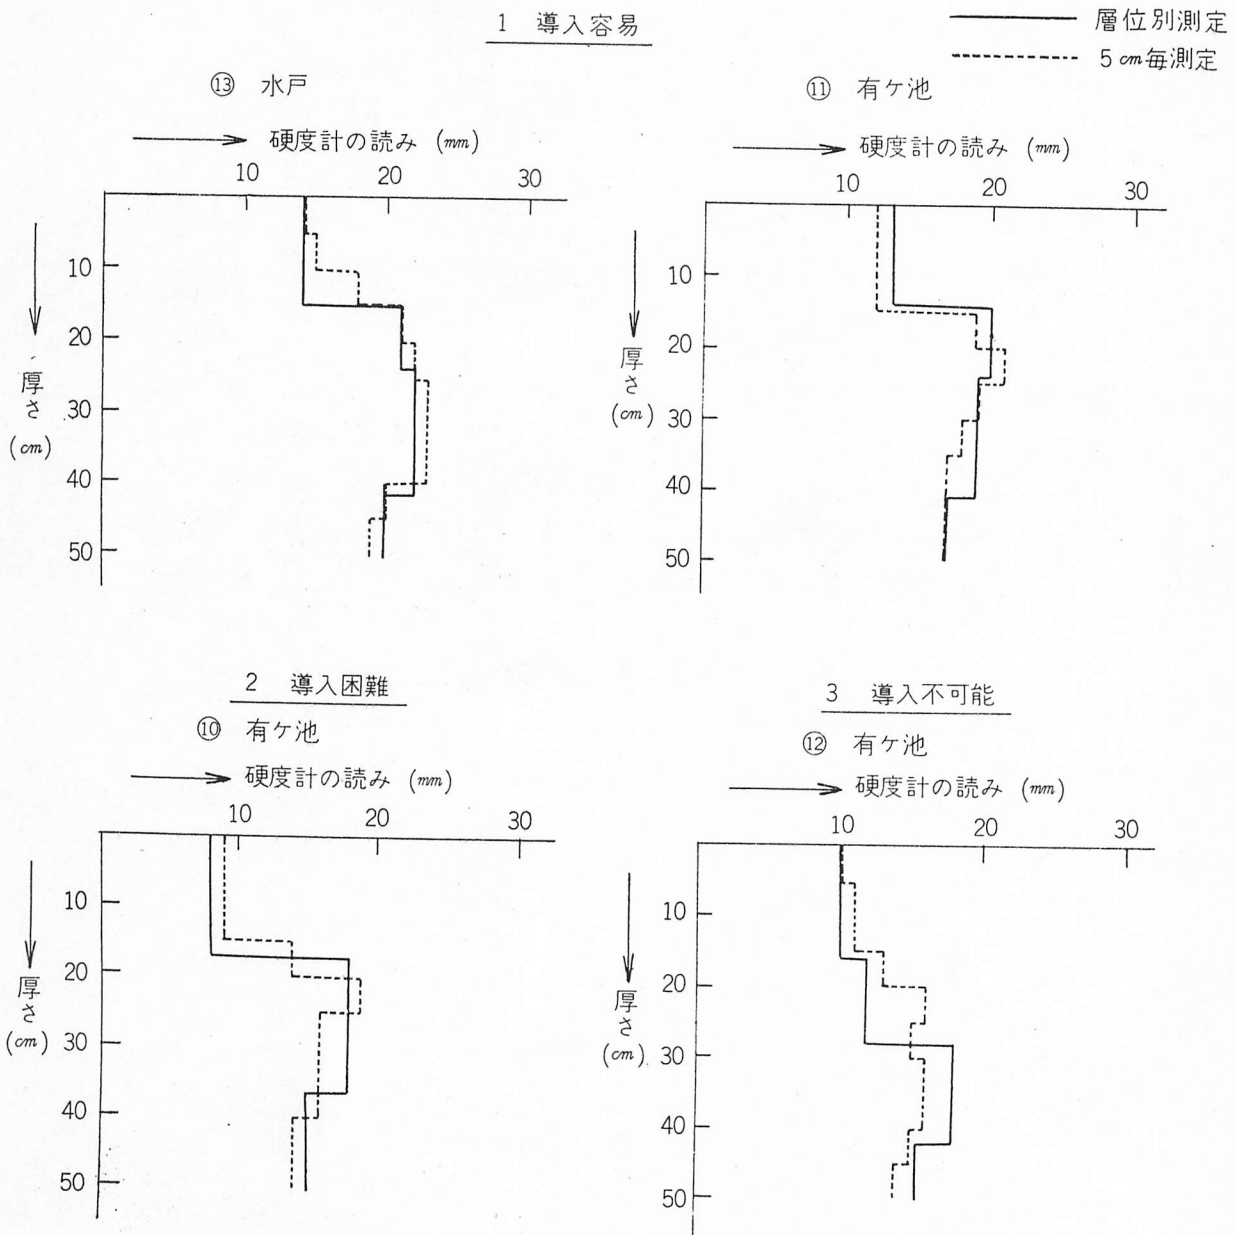 1 導入容易
層位別測定
5cm毎測定
⑬ 水戸
硬度計の読み (mm)
10 20 30
10
20
30
40
50
厚さ
(cm)
⑪ 有ケ池
硬度計の読み (mm)
10 20 30
10
20
30
40
50
厚さ
(cm)
2 導入困難
⑩ 有ケ池
硬度計の読み (mm)
10 20 30
10
20
30
40
50
厚さ
(cm)
3 導入不可能
⑫ 有ケ池
硬度計の読み (mm)
10 20 30
10
20
30
40
50
厚さ
(cm)